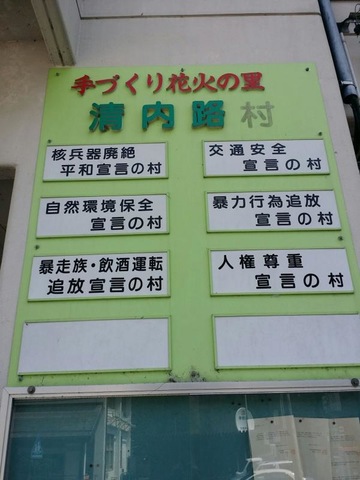 手づくり花火の里
清内路村
核兵器廃絶
平和宣言の村
交通安全
宣言の村
自然環境保全
宣言の村
暴力行為追放
宣言の村
暴走族・飲酒運転
追放宣言の村
人権尊重
宣言の村